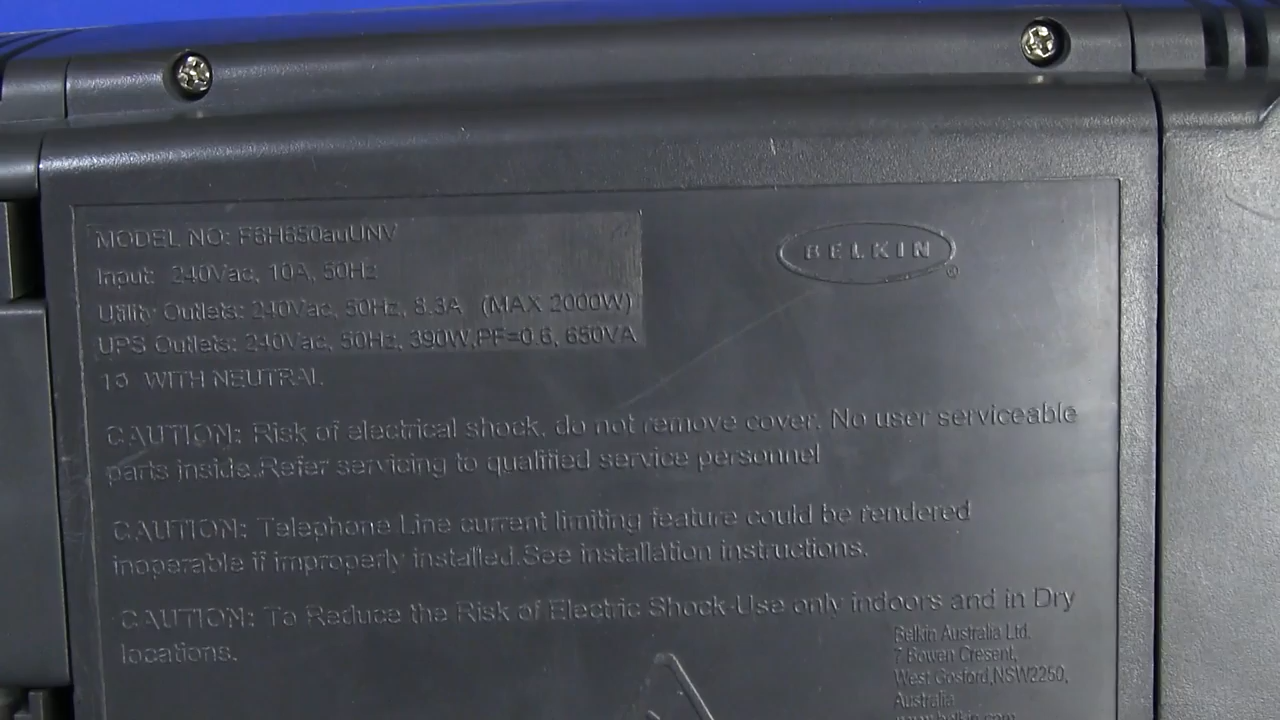 MODEL NO: F6H650auUNV
BELKIN ®
Input: 240Vac, 10A, 50Hz
Utility Outlets: 240Vac, 50Hz, 8.3A (MAX 2000W)
UPS Outlets: 240Vac, 50Hz, 390W,PF=0.6, 650VA
1Ø WITH NEUTRAL
CAUTION: Risk of electrical shock, do not remove cover. No user serviceable
parts inside.Refer servicing to qualified service personnel
CAUTION: Telephone Line current limiting feature could be rendered
inoperable if improperly installed.See installation instructions.
CAUTION: To Reduce the Risk of Electric Shock-Use only indoors and in Dry
locations.
Belkin Australia Ltd.
7 Bowen Cresent,
West Gosford,NSW2250,
Australia
www.belkin.com